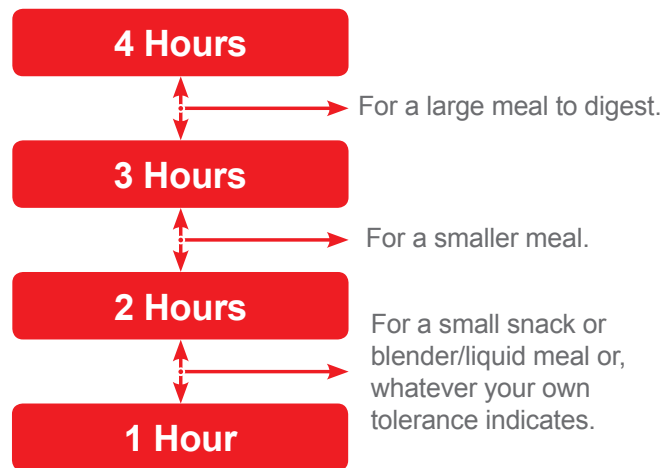 4 Hours
For a large meal to digest.
3 Hours
For a smaller meal.
2 Hours
For a small snack or
blender/liquid meal or,
whatever your own
tolerance indicates.
1 Hour